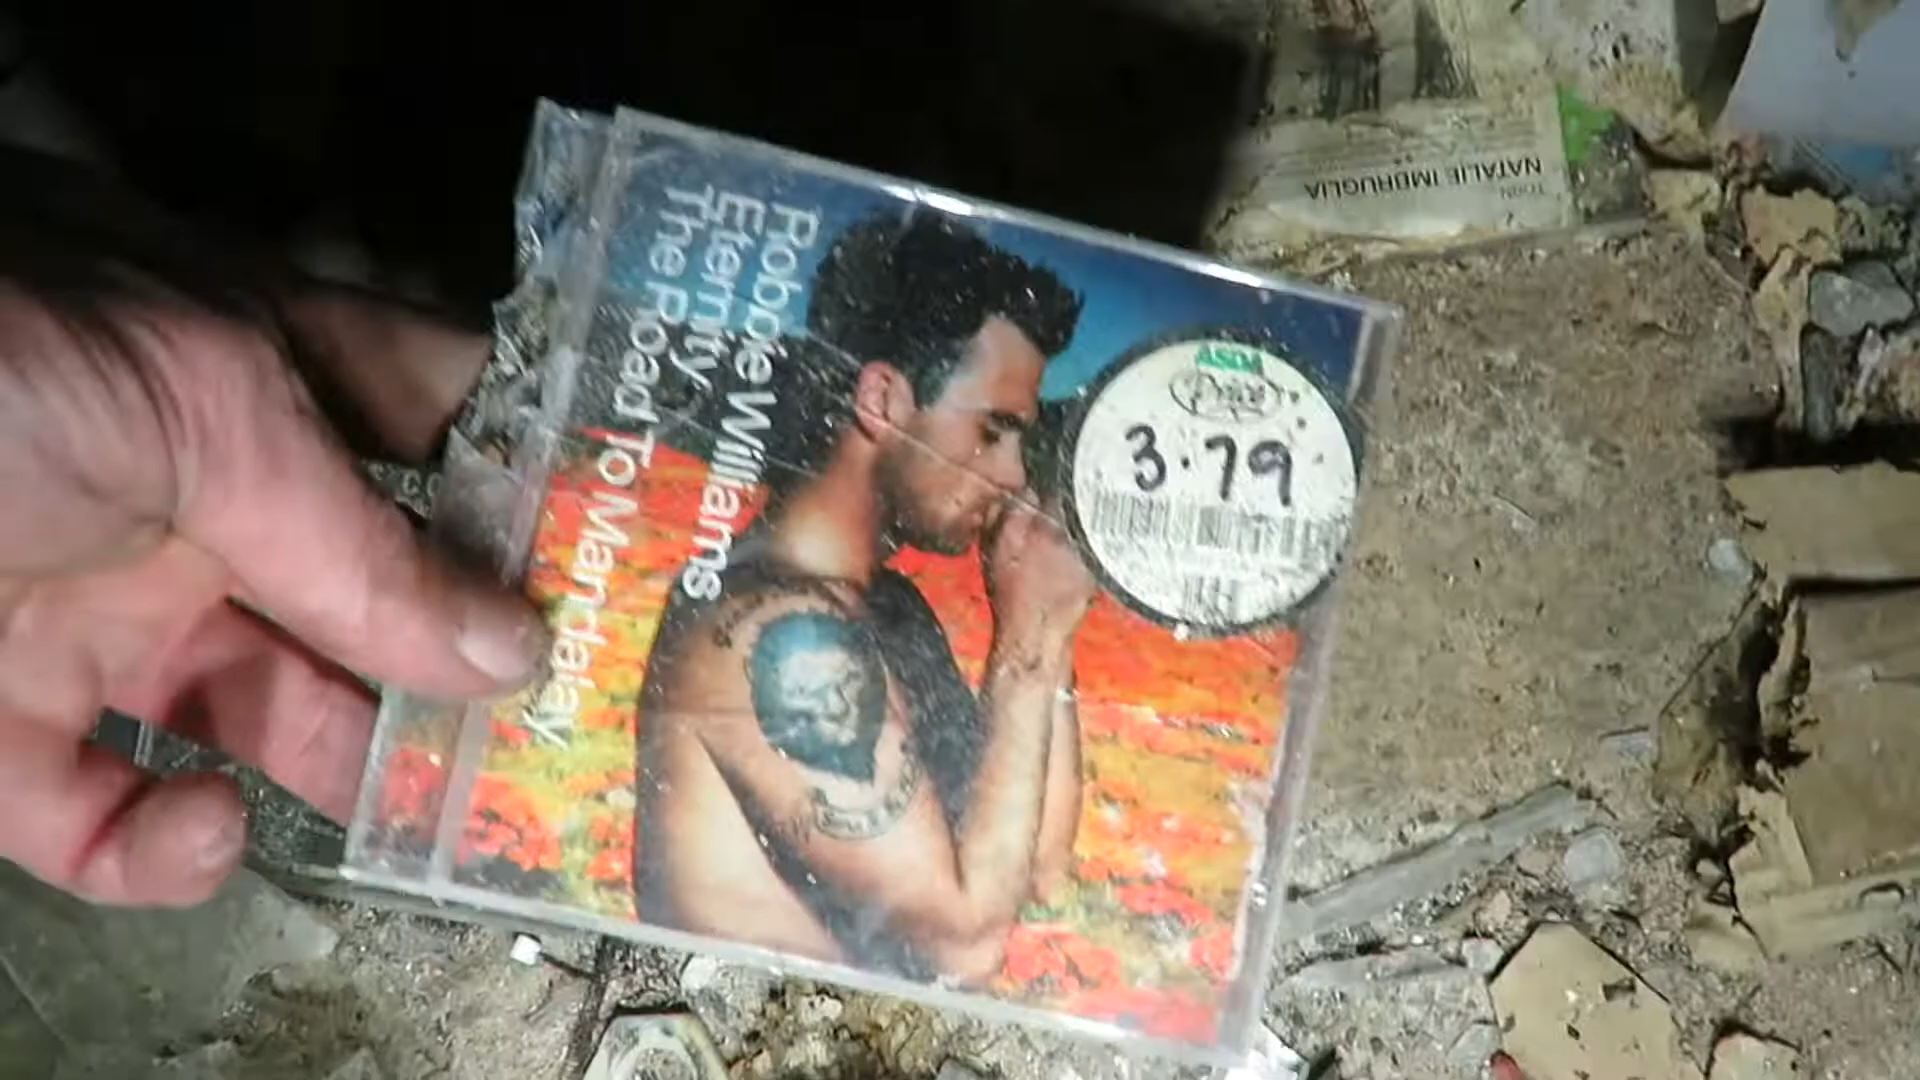 Robbie Williams
Eternity
The Road To Mandalay
ASDA
Price
3.79
TORN
NATALIE IMBRUGLIA